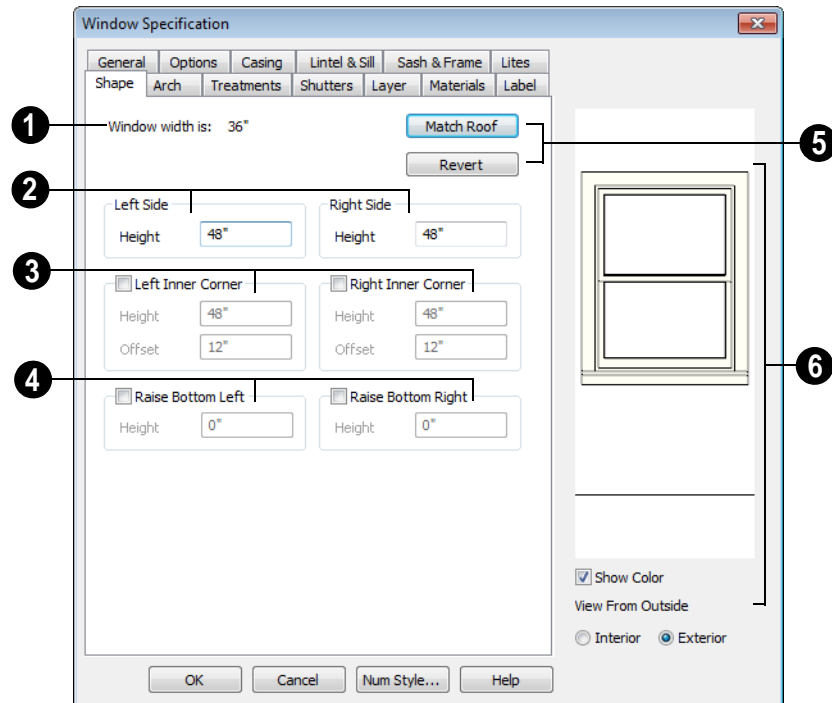 Window Specification
General Options Casing Lintel & Sill Sash & Frame Lites
Shape Arch Treatments Shutters Layer Materials Label
1 Window width is: 36" Match Roof 5
Revert
2
Left Side Right Side
Height 48" Height 48"
3 Left Inner Corner Right Inner Corner
Height 48" Height 48"
Offset 12" Offset 12"
4 6
Raise Bottom Left Raise Bottom Right
Height 0" Height 0"
Show Color
View From Outside
Interior Exterior
OK Cancel Num Style... Help